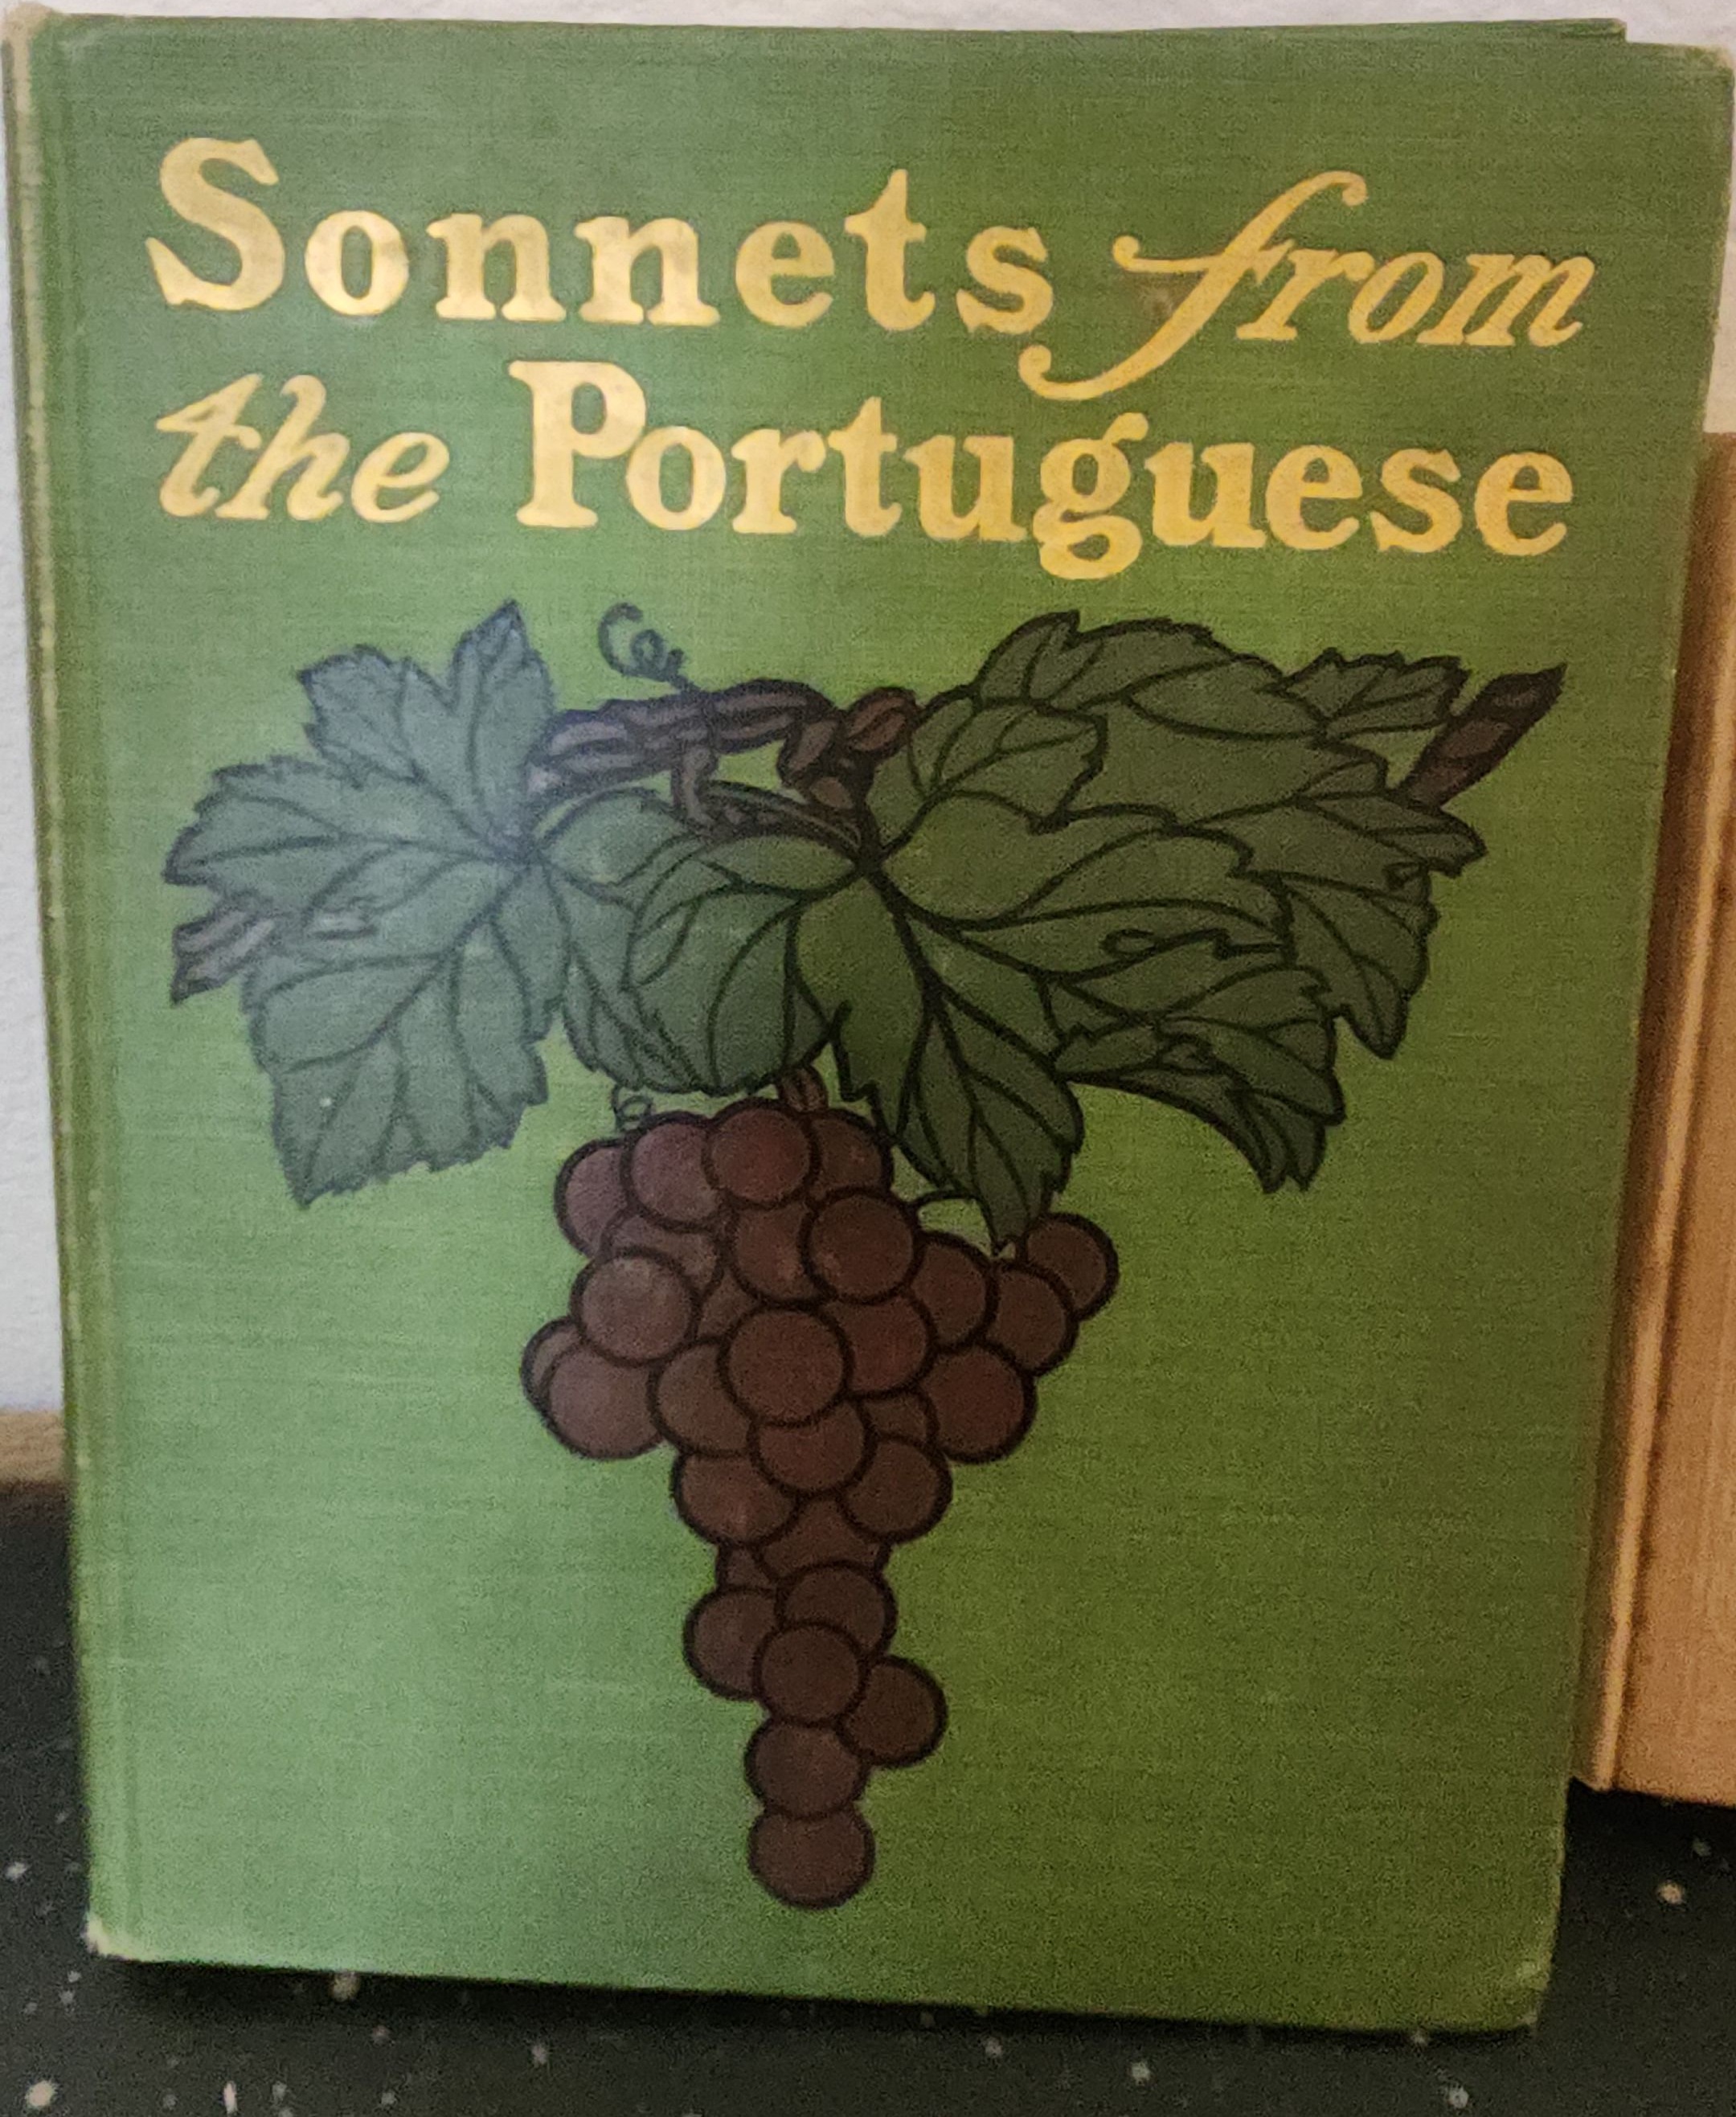 Sonnets from
the Portuguese